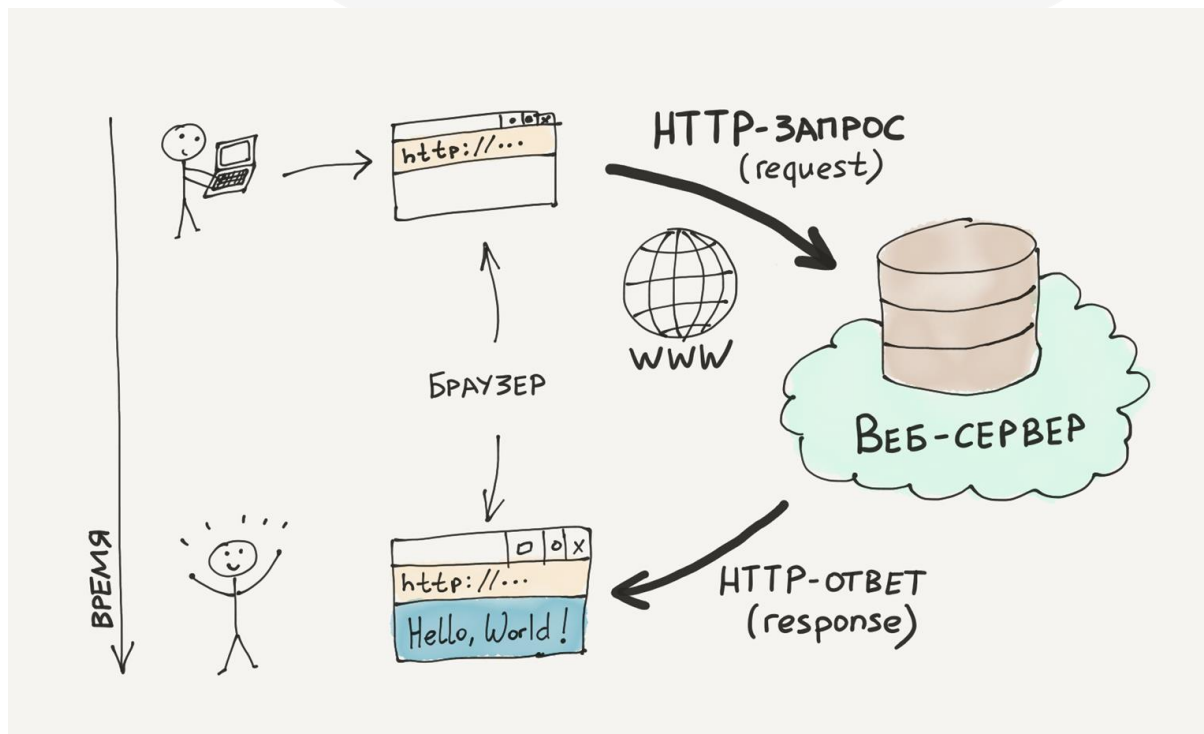 http://...
HTTP-ЗАПРОС
(request)
WWW
БРАУЗЕР
ВЕБ-СЕРВЕР
ВРЕМЯ
http://...
Hello, World!
HTTP-ОТВЕТ
(response)